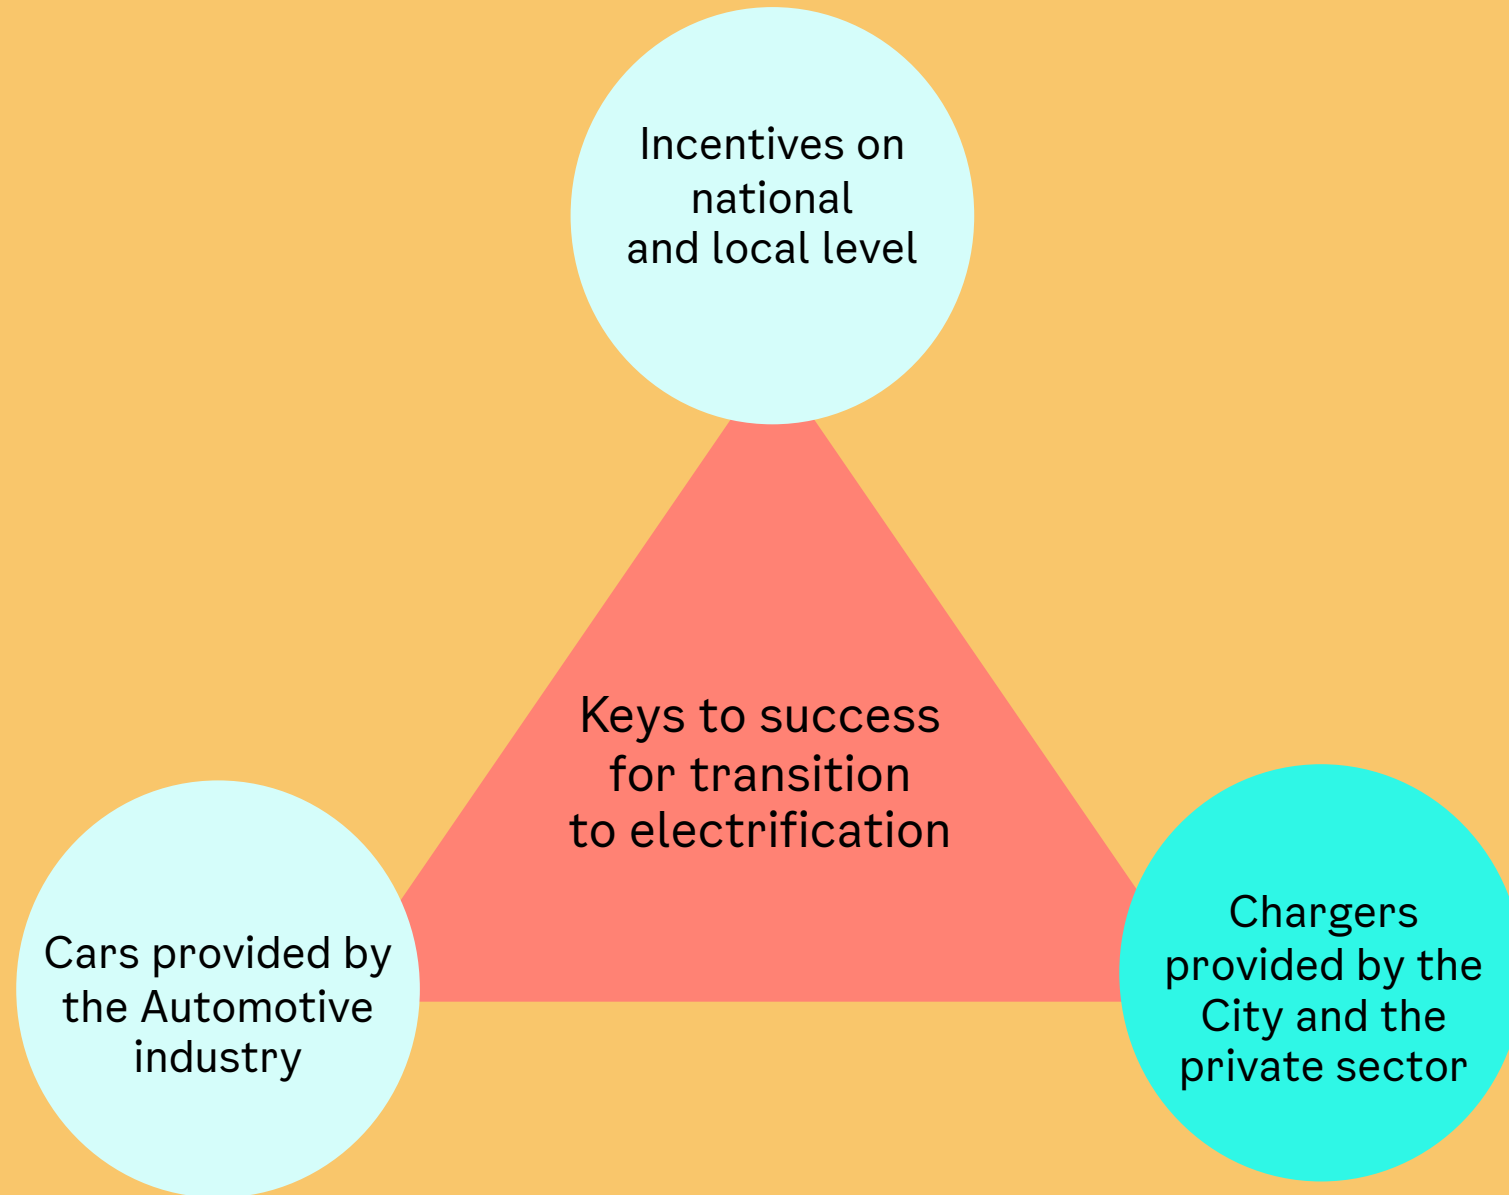 Incentives on
national
and local level
Keys to success
for transition
to electrification
Cars provided by
the Automotive
industry
Chargers
provided by the
City and the
private sector